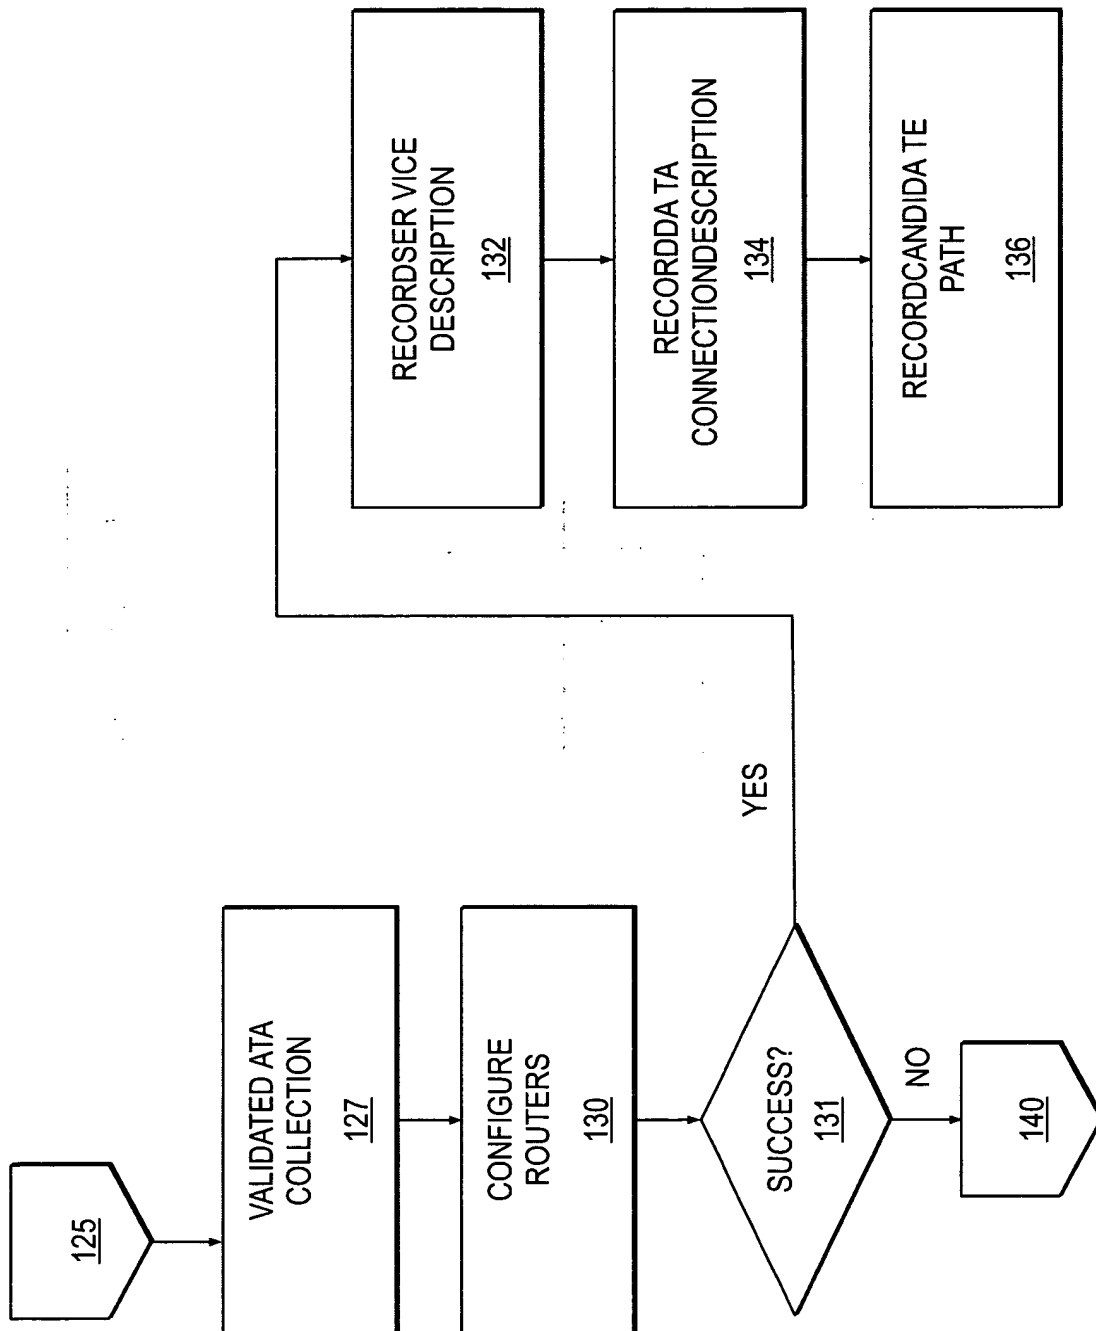 125
VALIDATED ATA
COLLECTION
127
CONFIGURE
ROUTERS
130
SUCCESS?
131
YES
NO
140
RECORDSER VICE
DESCRIPTION
132
RECORDDA TA
CONNECTIONDESCRIPTION
134
RECORDCANDIDA TE
PATH
136